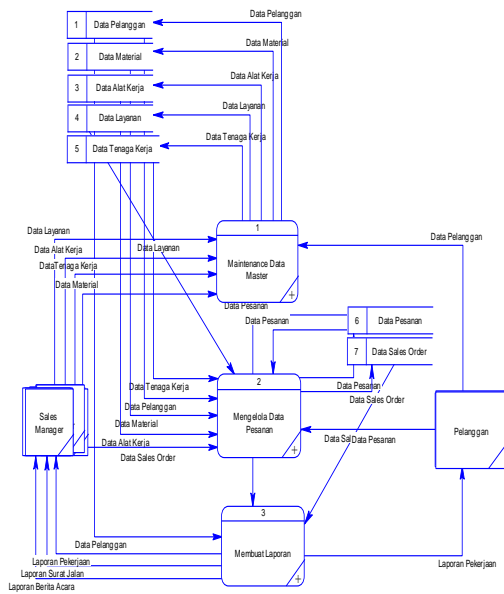 1 Data Pelanggan
Data Pelanggan
2 Data Material
Data Material
3 Data Alat Kerja
Data Alat Kerja
4 Data Layanan
Data Layanan
5 Data Tenaga Kerja
Data Tenaga Kerja
1
Maintenance Data
Master
+
Data Layanan
Data Alat Kerja
DataTenaga Kerja
Data Material
Data Layanan
Data Pelanggan
Data Pesanan
Data Pesanan
6 Data Pesanan
7 Data Sales Order
2
Mengelola Data
Pesanan
+
Data Tenaga Kerja
Data Pelanggan
Data Material
Data Alat Kerja
Data Sales Order
Data Pesanan
Data Sales Order
Data Pesanan
Sales
Manager
Pelanggan
3
Membuat Laporan
+
Data Pelanggan
Laporan Pekerjaan
Laporan Surat Jalan
Laporan Berita Acara
Laporan Pekerjaan